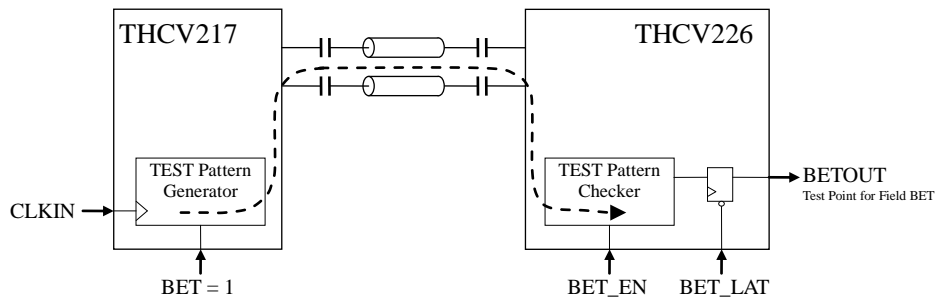 THCV217
THCV226
TEST Pattern
Generator
TEST Pattern
Checker
BETOUT
Test Point for Field BET
CLKIN
BET = 1
BET_EN
BET_LAT